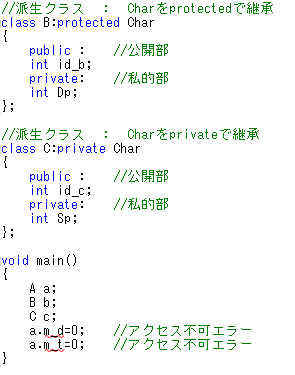 //派生クラス : Charをprotectedで継承
class B:protected Char
{
public : //公開部
int id_b;
private: //私的部
int Dp;
};
//派生クラス : Charをprivateで継承
class C:private Char
{
public : //公開部
int id_c;
private: //私的部
int Sp;
};
void main()
{
A a;
B b;
C c;
a.m_d=0; //アクセス不可エラー
a.m_t=0; //アクセス不可エラー
}